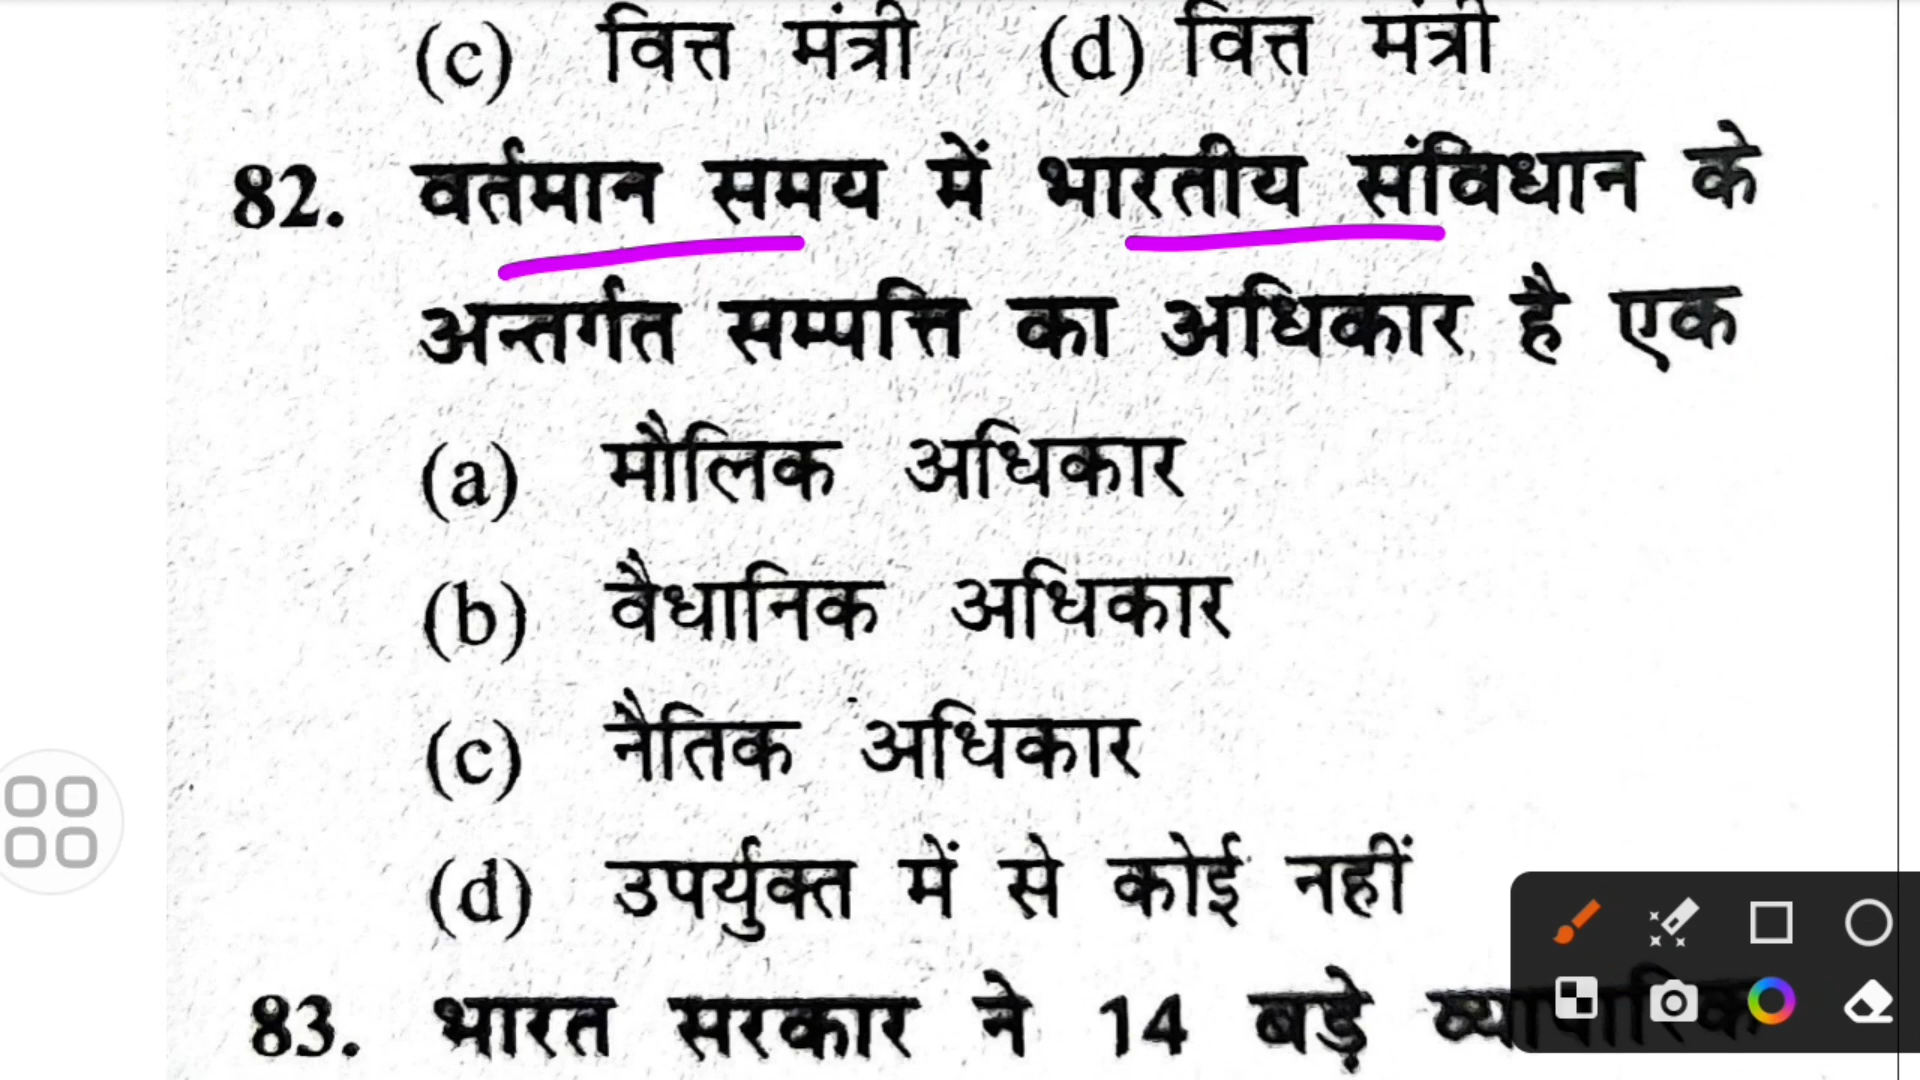 (c) वित्त मंत्री (d) वित्त मंत्री
82. वर्तमान समय में भारतीय संविधान के
अन्तर्गत सम्पत्ति का अधिकार है एक
(a) मौलिक अधिकार
(b) वैधानिक अधिकार
(c) नैतिक अधिकार
(d) उपर्युक्त में से कोई नहीं
83. भारत सरकार ने 14 बड़े व्यापारिक